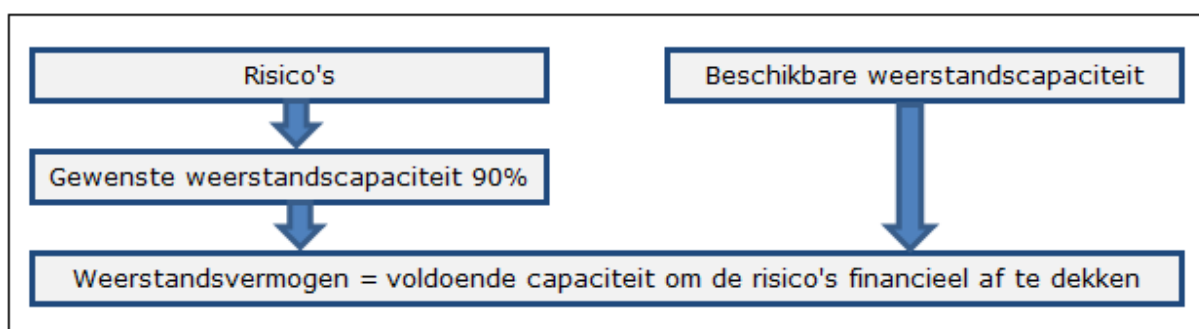 Risico's
Beschikbare weerstandscapaciteit
Gewenste weerstandscapaciteit 90%
Weerstandsvermogen = voldoende capaciteit om de risico's financieel af te dekken